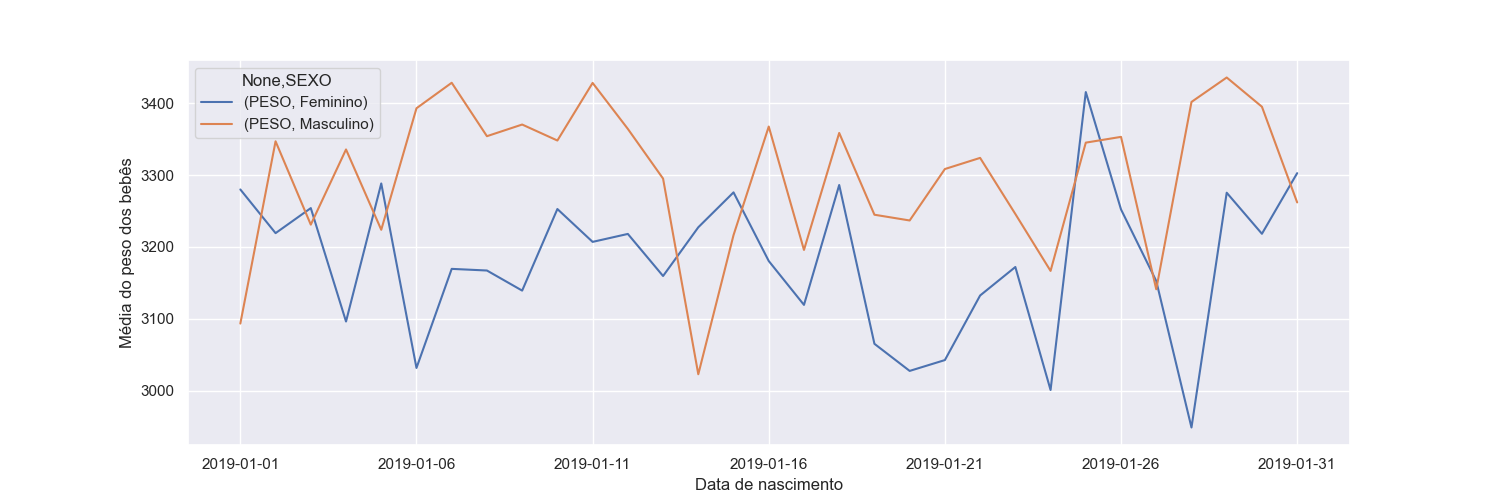 None,SEXO
(PESO, Feminino)
(PESO, Masculino)
Média do peso dos bebês
3400
3300
3200
3100
3000
2019-01-01 2019-01-06 2019-01-11 2019-01-16 2019-01-21 2019-01-26 2019-01-31
Data de nascimento